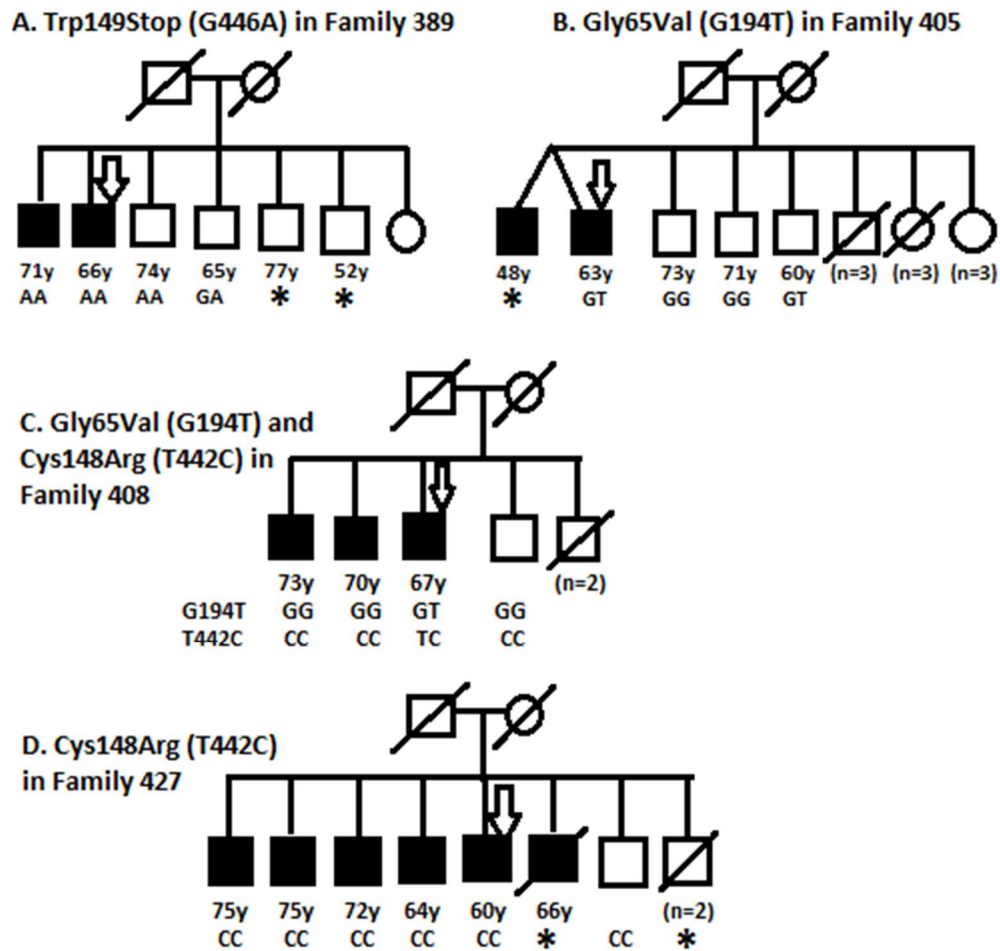 A. Trp149Stop (G446A) in Family 389
B. Gly65Val (G194T) in Family 405
71y 66y 74y 65y 77y 52y
AA AA AA GA * *
48y 63y 73y 71y 60y (n=3) (n=3) (n=3)
* GT GG GG GT
C. Gly65Val (G194T) and
Cys148Arg (T442C) in
Family 408
73y 70y 67y (n=2)
G194T GG GG GT GG
T442C CC CC TC CC
D. Cys148Arg (T442C)
in Family 427
75y 75y 72y 64y 60y 66y (n=2)
CC CC CC CC CC * CC *